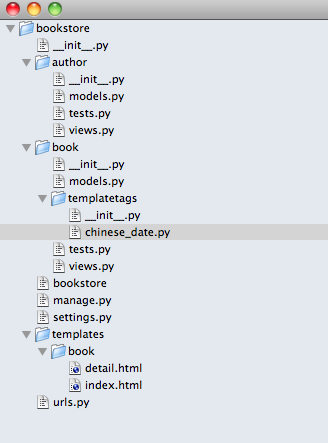 bookstore
__init__.py
author
__init__.py
models.py
tests.py
views.py
book
__init__.py
models.py
templatetags
__init__.py
chinese_date.py
tests.py
views.py
bookstore
manage.py
settings.py
templates
book
detail.html
index.html
urls.py